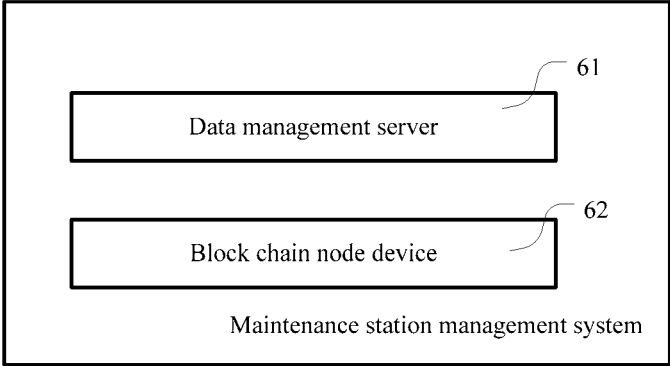 61
Data management server
62
Block chain node device
Maintenance station management system